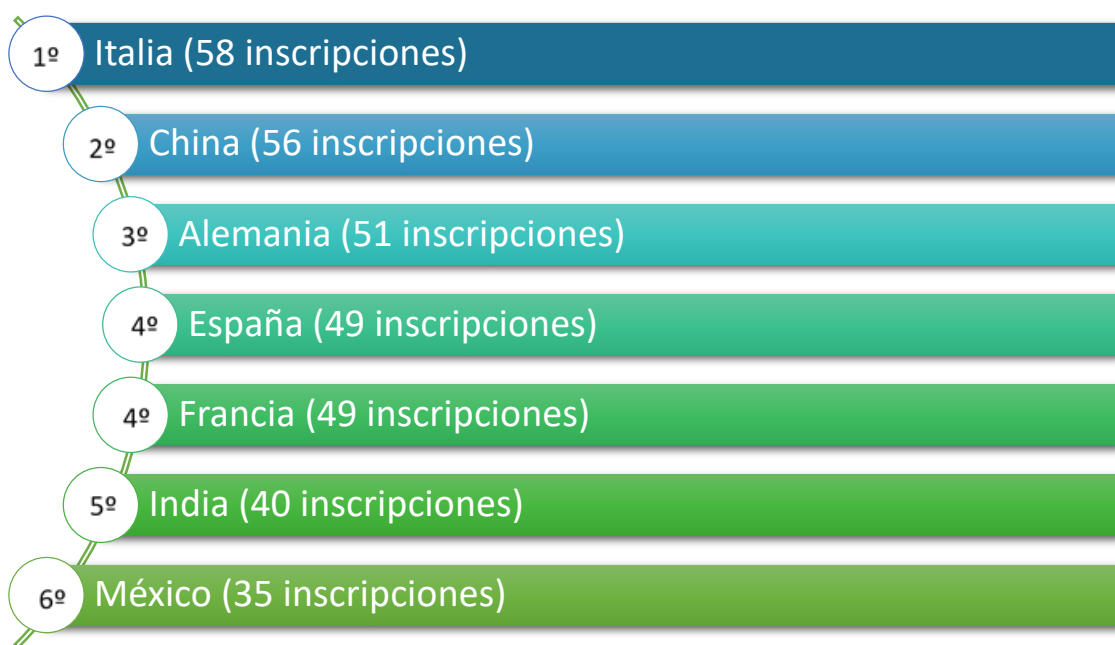 1º Italia (58 inscripciones)
2º China (56 inscripciones)
3º Alemania (51 inscripciones)
4º España (49 inscripciones)
4º Francia (49 inscripciones)
5º India (40 inscripciones)
6º México (35 inscripciones)